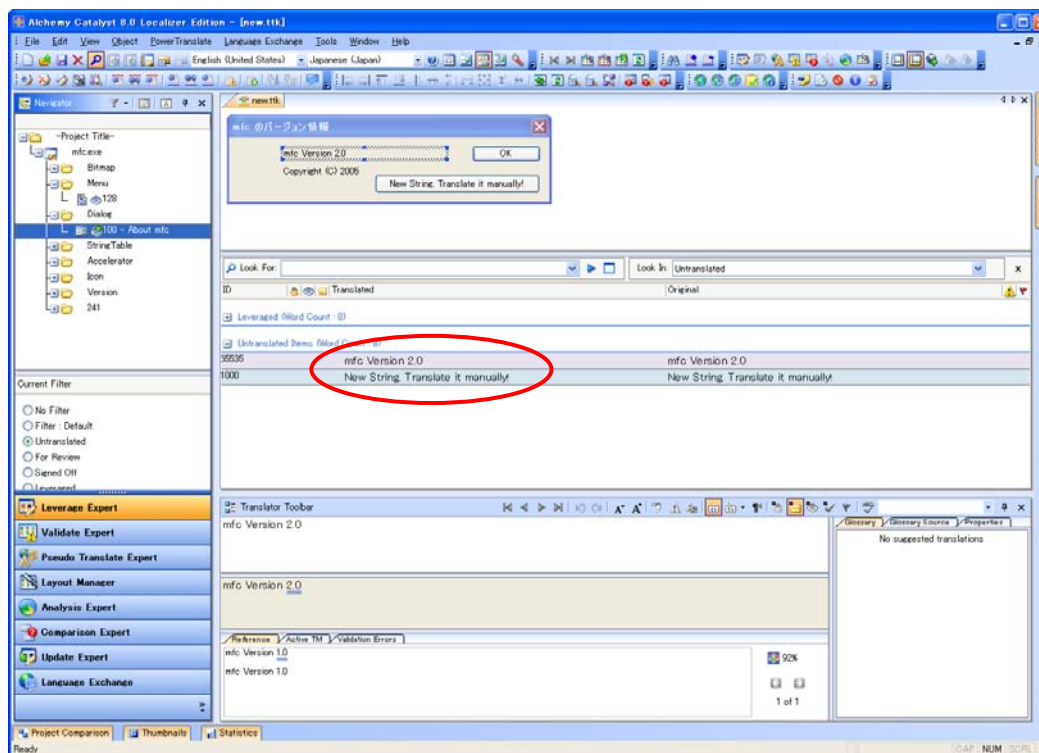 Alchemy Catalyst 8.0 Localizer Edition - [new.ttk]
File Edit View Object PowerTranslate Language Exchange Tools Window Help
English (United States) Japanese (Japan)
Navigator
new.ttk
-Project Title-
mfc.exe
Bitmap
Menu
128
Dialog
100 - About mfc
StringTable
Accelerator
Icon
Version
241
mfc のバージョン情報
mfc Version 2.0
OK
Copyright (C) 2005
New String. Translate it manually!
Look For:
Look In: Untranslated
ID Translated Original
Leveraged (Word Count : 0)
Untranslated Items (Word Count :
65535 mfc Version 2.0 mfc Version 2.0
1000 New String. Translate it manually! New String. Translate it manually!
Current Filter
No Filter
Filter : Default
Untranslated
For Review
Signed Off
Leveraged
Leverage Expert
Validate Expert
Pseudo Translate Expert
Layout Manager
Analysis Expert
Comparison Expert
Update Expert
Language Exchange
Translator Toolbar
mfc Version 2.0
mfc Version 2.0
Reference Active TM Validation Errors
mfc Version 1.0
mfc Version 1.0
92%
1 of 1
Glossary Glossary Source Properties
No suggested translations
Project Comparison Thumbnails Statistics
Ready
CAP NUM SCRL